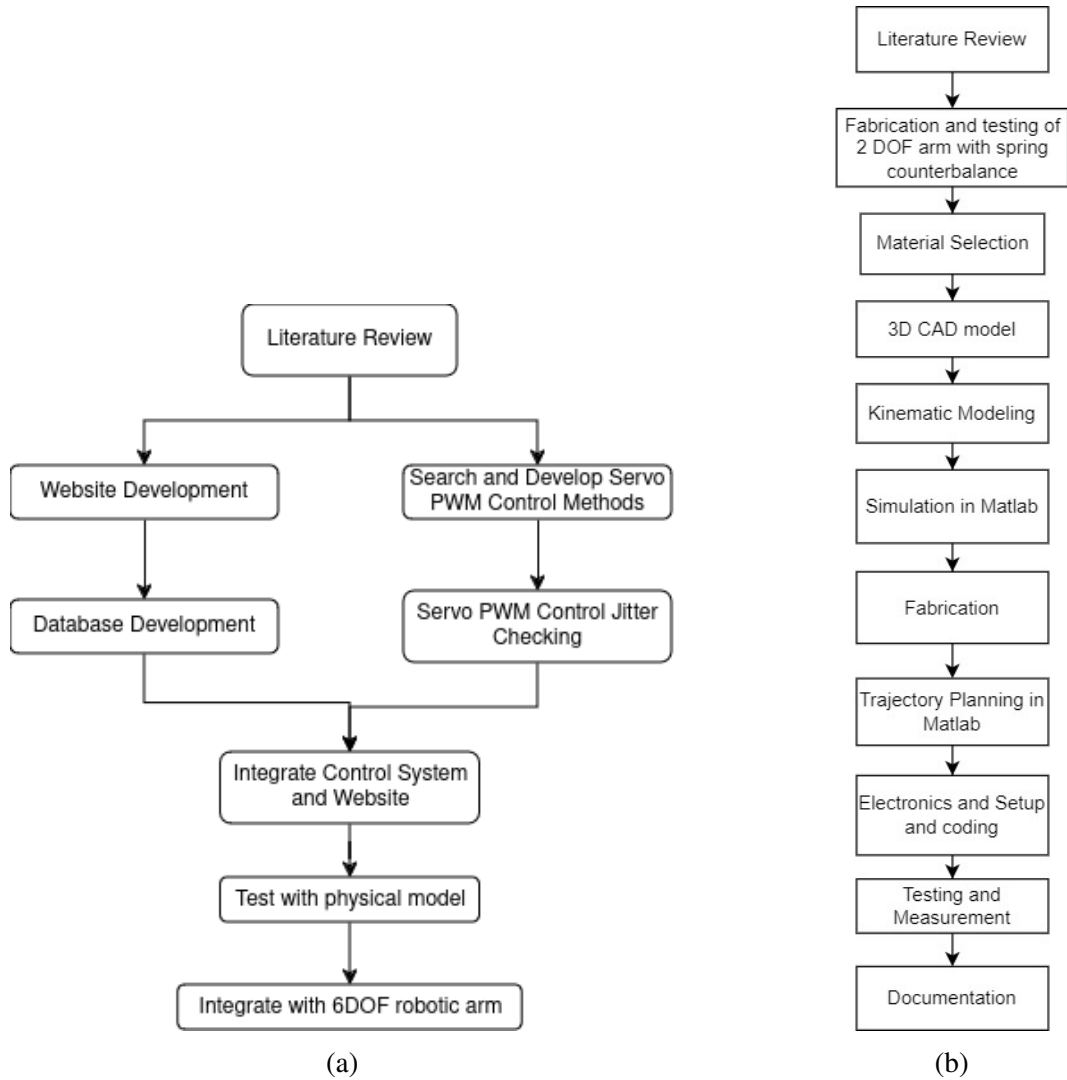 Literature Review
Website Development
Search and Develop Servo
PWM Control Methods
Database Development
Servo PWM Control Jitter
Checking
Integrate Control System
and Website
Test with physical model
Integrate with 6DOF robotic arm
(a)
Literature Review
Fabrication and testing of
2 DOF arm with spring
counterbalance
Material Selection
3D CAD model
Kinematic Modeling
Simulation in Matlab
Fabrication
Trajectory Planning in
Matlab
Electronics and Setup
and coding
Testing and
Measurement
Documentation
(b)